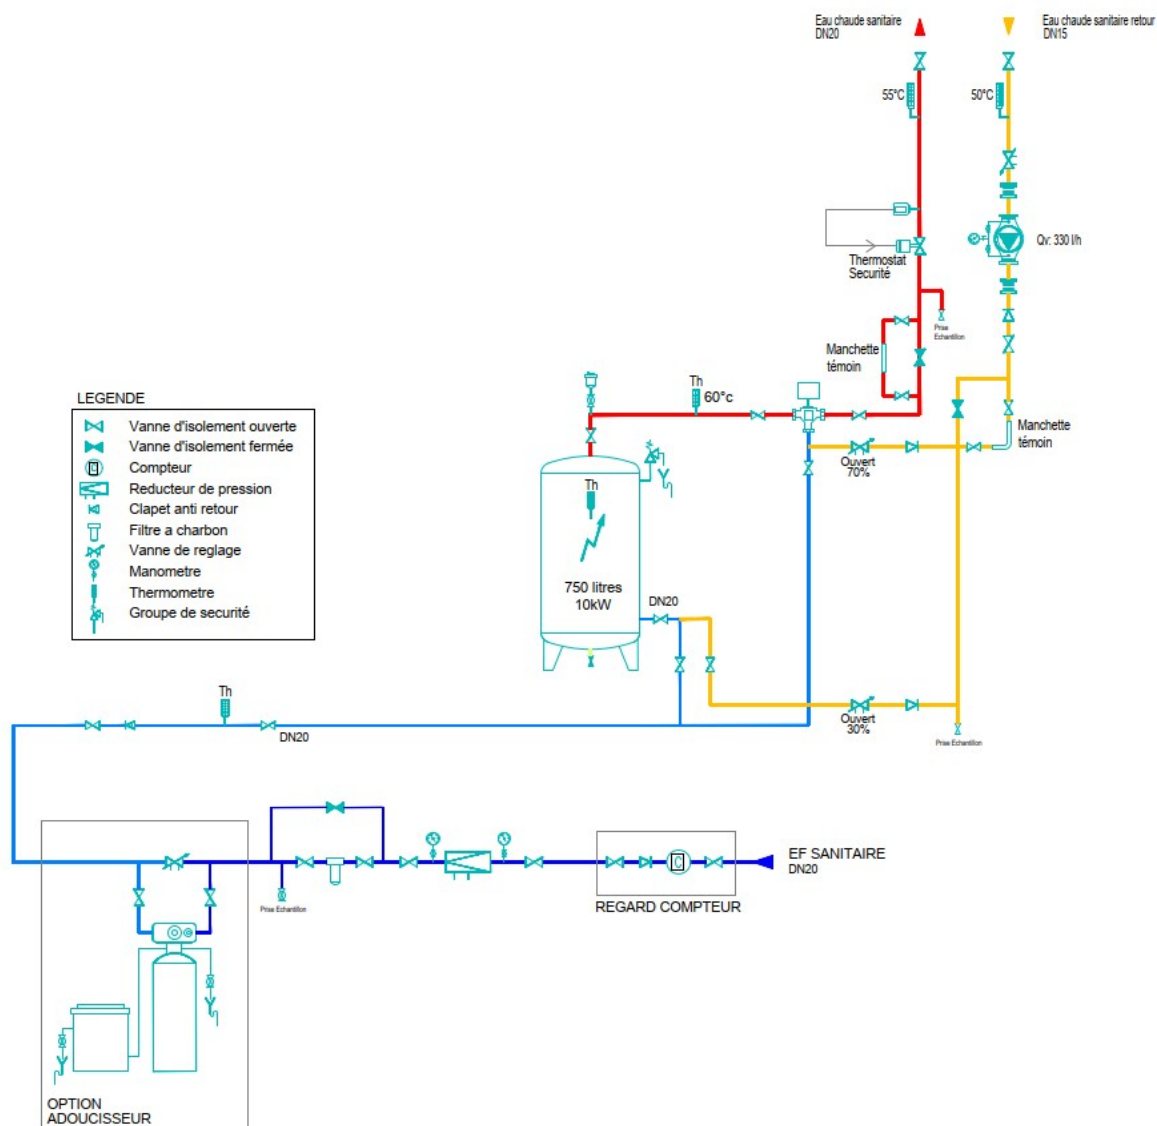 Eau chaude sanitaire
DN20
Eau chaude sanitaire retour
DN15
55°C
50°C
Qv: 330 l/h
Thermostat
Securité
Prise
Echantillon
Manchette
témoin
Th
60°c
Manchette
témoin
Ouvert
70%
LEGENDE
Vanne d'isolement ouverte
Vanne d'isolement fermée
C
Compteur
Reducteur de pression
Clapet anti retour
Filtre a charbon
Vanne de reglage
Manometre
Thermometre
Groupe de securité
Th
750 litres
10kW
DN20
Th
DN20
Ouvert
30%
Prise Echantillon
C
EF SANITAIRE
DN20
REGARD COMPTEUR
Prise Echantillon
OPTION
ADOUCISSEUR